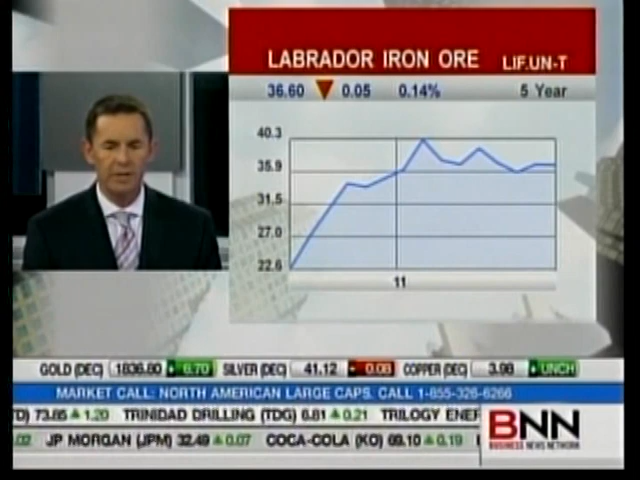 LABRADOR IRON ORE LIF.UN-T
36.60 ▼ 0.05 0.14% 5 Year
40.3
35.9
31.5
27.0
22.6
11
GOLD (DEC) 1836.80 6.70 SILVER (DEC) 41.12 0.08 COPPER (DEC) 3.98 UNCH
MARKET CALL: NORTH AMERICAN LARGE CAPS. CALL 1-855-326-6266
TD) 73.85 ▲ 1.20 TRINIDAD DRILLING (TDG) 6.81 ▲ 0.21 TRILOGY ENE
.02 JP MORGAN (JPM) 32.49 ▲ 0.07 COCA-COLA (KO) 69.10 ▲ 0.19
BNN
BUSINESS NEWS NETWORK